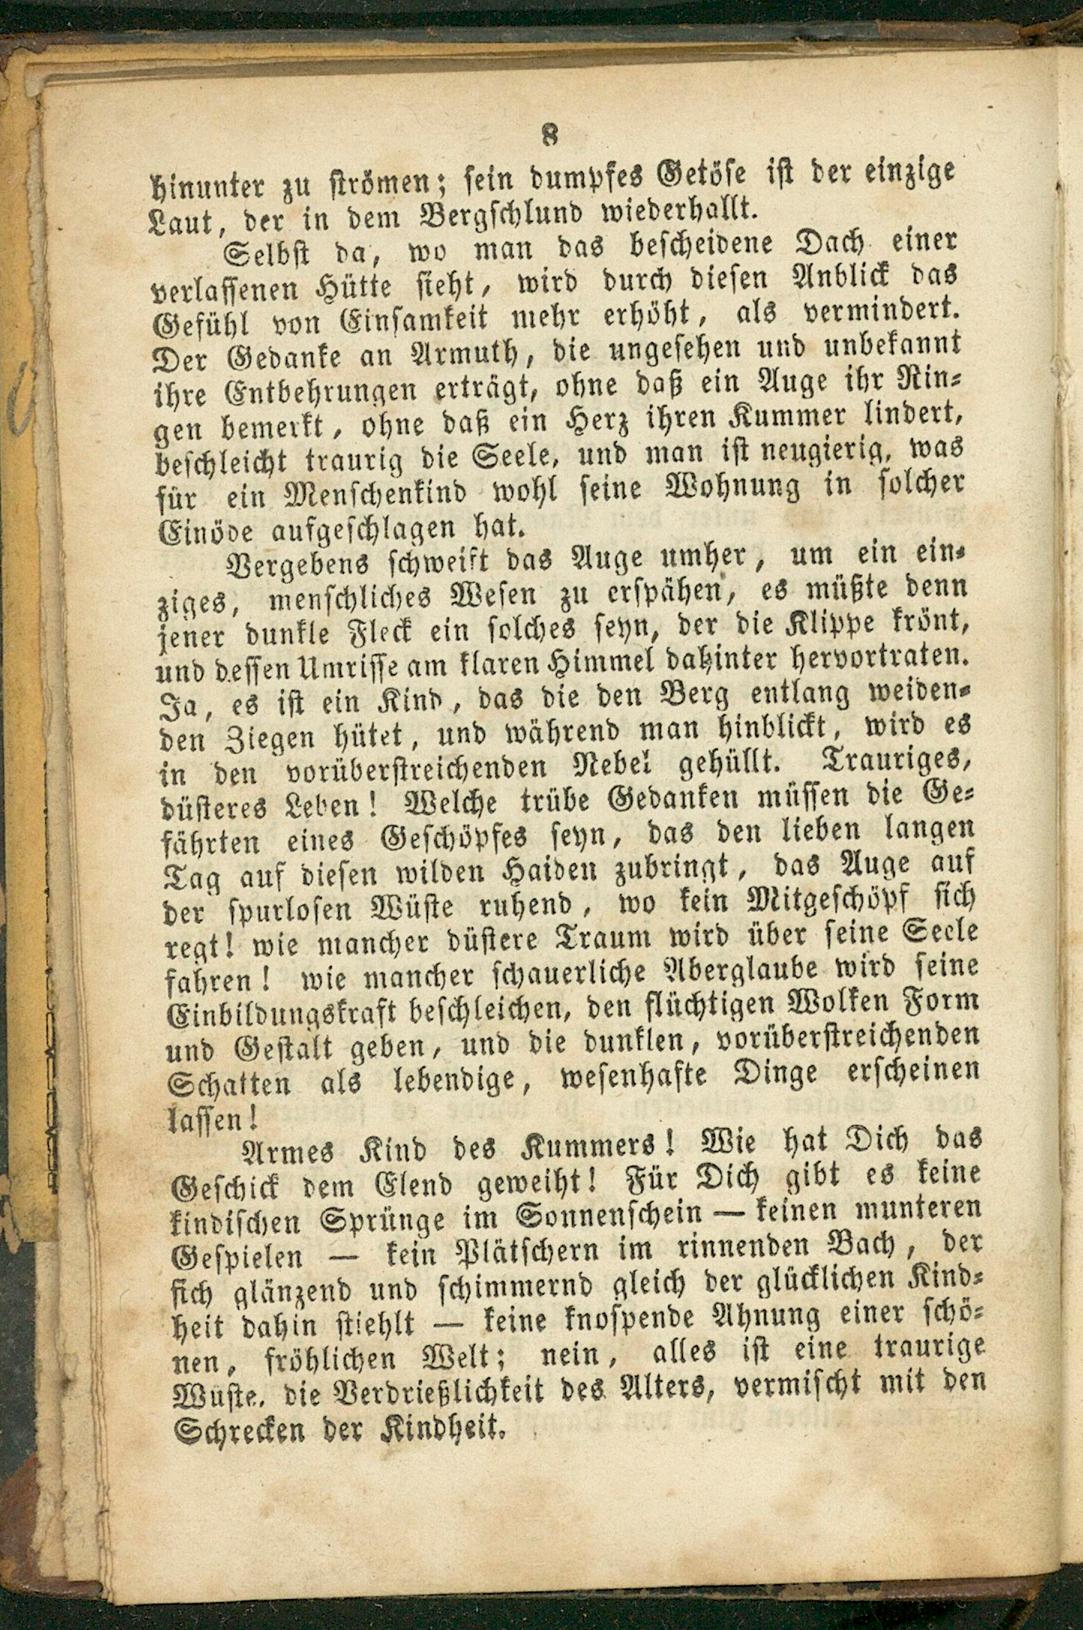 8
hinunter zu strömen; sein dumpfes Getöse ist der einzige
Laut, der in dem Bergschlund wiederhallt.
Selbst da, wo man das bescheidene Dach einer
verlassenen Hütte sieht, wird durch diesen Anblick das
Gefühl von Einsamkeit mehr erhöht, als vermindert.
Der Gedanke an Armuth, die ungesehen und unbekannt
ihre Entbehrungen erträgt, ohne daß ein Auge ihr Rin-
gen bemerkt, ohne daß ein Herz ihren Kummer lindert,
beschleicht traurig die Seele, und man ist neugierig, was
für ein Menschenkind wohl seine Wohnung in solcher
Einöde aufgeschlagen hat.
Vergebens schweift das Auge umher, um ein ein-
ziges, menschliches Wesen zu erspähen, es müßte denn
jener dunkle Fleck ein solches seyn, der die Klippe krönt,
und dessen Umrisse am klaren Himmel dahinter hervortraten.
Ja, es ist ein Kind, das die den Berg entlang weiden-
den Ziegen hütet, und während man hinblickt, wird es
in den vorüberstreichenden Nebel gehüllt. Trauriges,
düsteres Leben! Welche trübe Gedanken müssen die Ge-
fährten eines Geschöpfes seyn, das den lieben langen
Tag auf diesen wilden Haiden zubringt, das Auge auf
der spurlosen Wüste ruhend, wo kein Mitgeschöpf sich
regt! wie mancher düstere Traum wird über seine Seele
fahren! wie mancher schauerliche Aberglaube wird seine
Einbildungskraft beschleichen, den flüchtigen Wolken Form
und Gestalt geben, und die dunklen, vorüberstreichenden
Schatten als lebendige, wesenhafte Dinge erscheinen
lassen!
Armes Kind des Kummers! Wie hat Dich das
Geschick dem Elend geweiht! Für Dich gibt es keine
kindischen Sprünge im Sonnenschein — keinen munteren
Gespielen — kein Plätschern im rinnenden Bach, der
sich glänzend und schimmernd gleich der glücklichen Kind-
heit dahin stiehlt — keine knospende Ahnung einer schö-
nen, fröhlichen Welt; nein, alles ist eine traurige
Wüste, die Verdrießlichkeit des Alters, vermischt mit den
Schrecken der Kindheit.